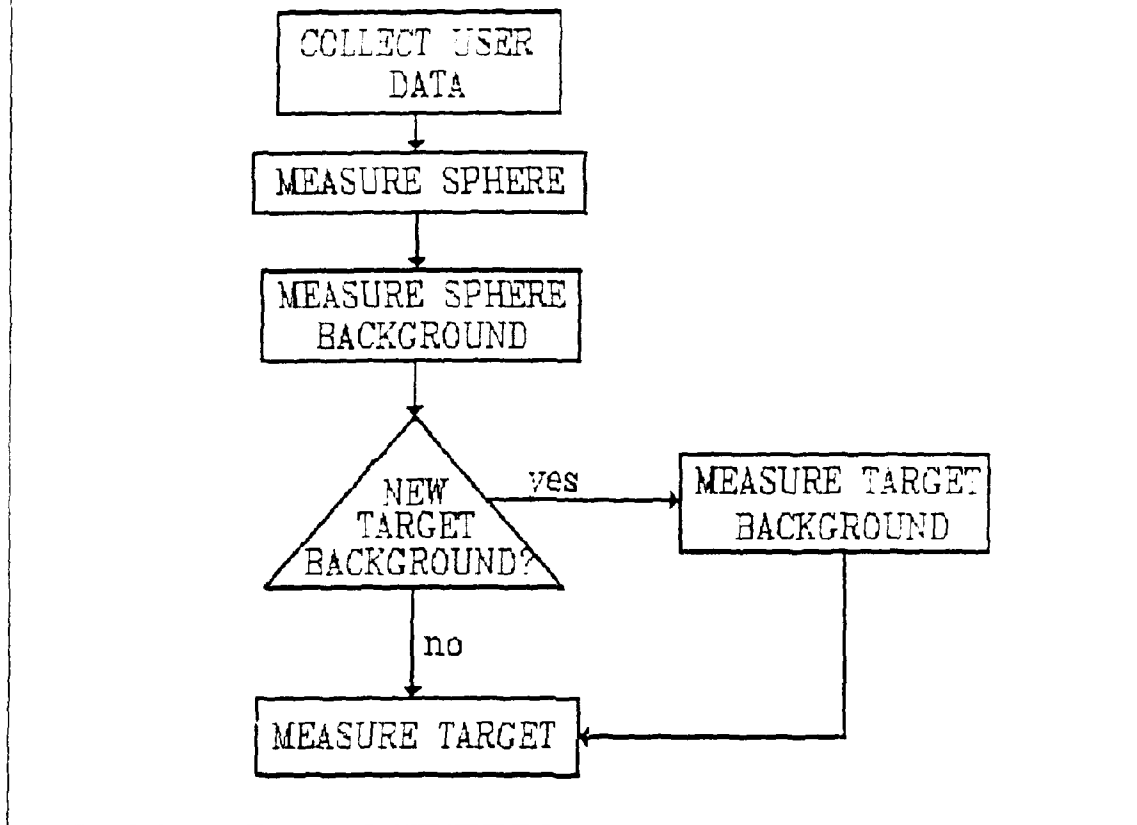 COLLECT USER
DATA
MEASURE SPHERE
MEASURE SPHERE
BACKGROUND
NEW
TARGET
BACKGROUND?
yes
MEASURE TARGET
BACKGROUND
no
MEASURE TARGET